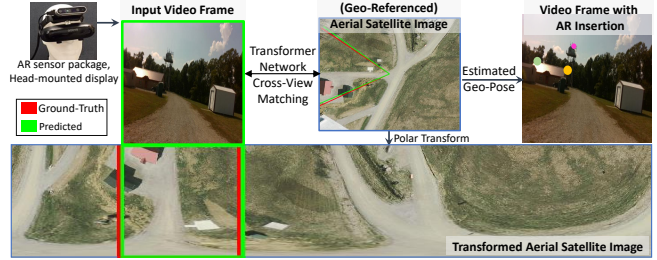 Input Video Frame
(Geo-Referenced)
Aerial Satellite Image
Video Frame with
AR Insertion
AR sensor package,
Head-mounted display
Transformer
Network
Cross-View
Matching
Estimated
Geo-Pose
Ground-Truth
Predicted
Polar Transform
Transformed Aerial Satellite Image